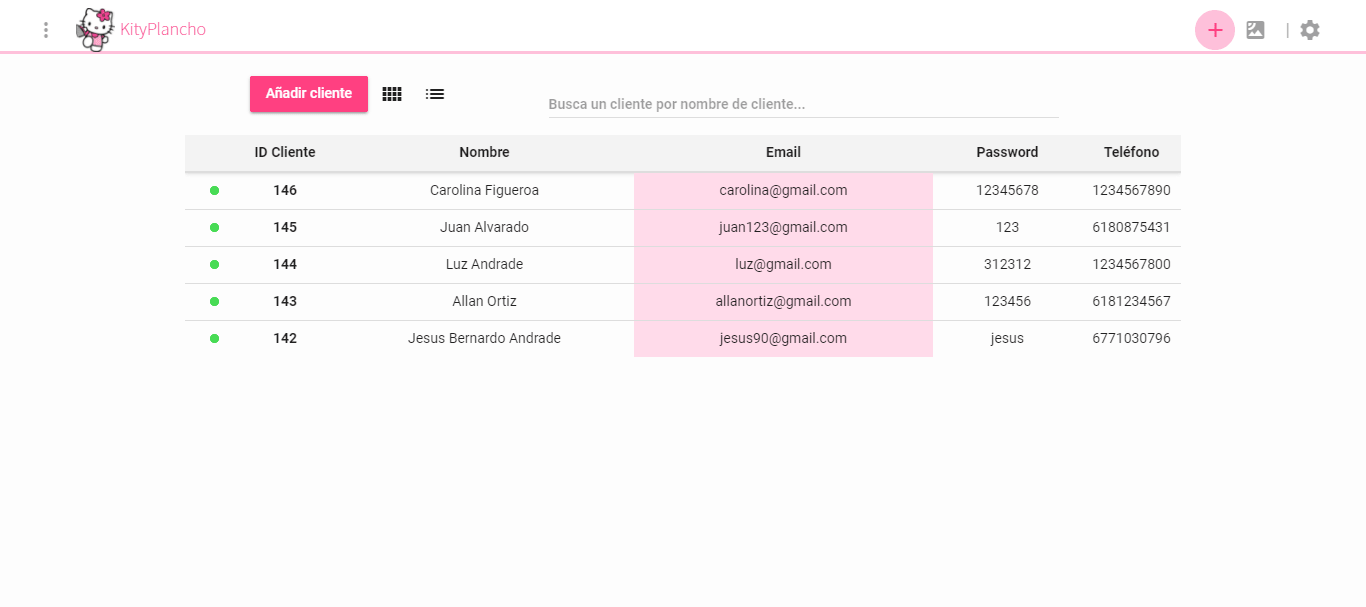 KityPlancho
Añadir cliente
Busca un cliente por nombre de cliente...
ID Cliente Nombre Email Password Teléfono
146 Carolina Figueroa carolina@gmail.com 12345678 1234567890
145 Juan Alvarado juan123@gmail.com 123 6180875431
144 Luz Andrade luz@gmail.com 312312 1234567800
143 Allan Ortiz allanortiz@gmail.com 123456 6181234567
142 Jesus Bernardo Andrade jesus90@gmail.com jesus 6771030796